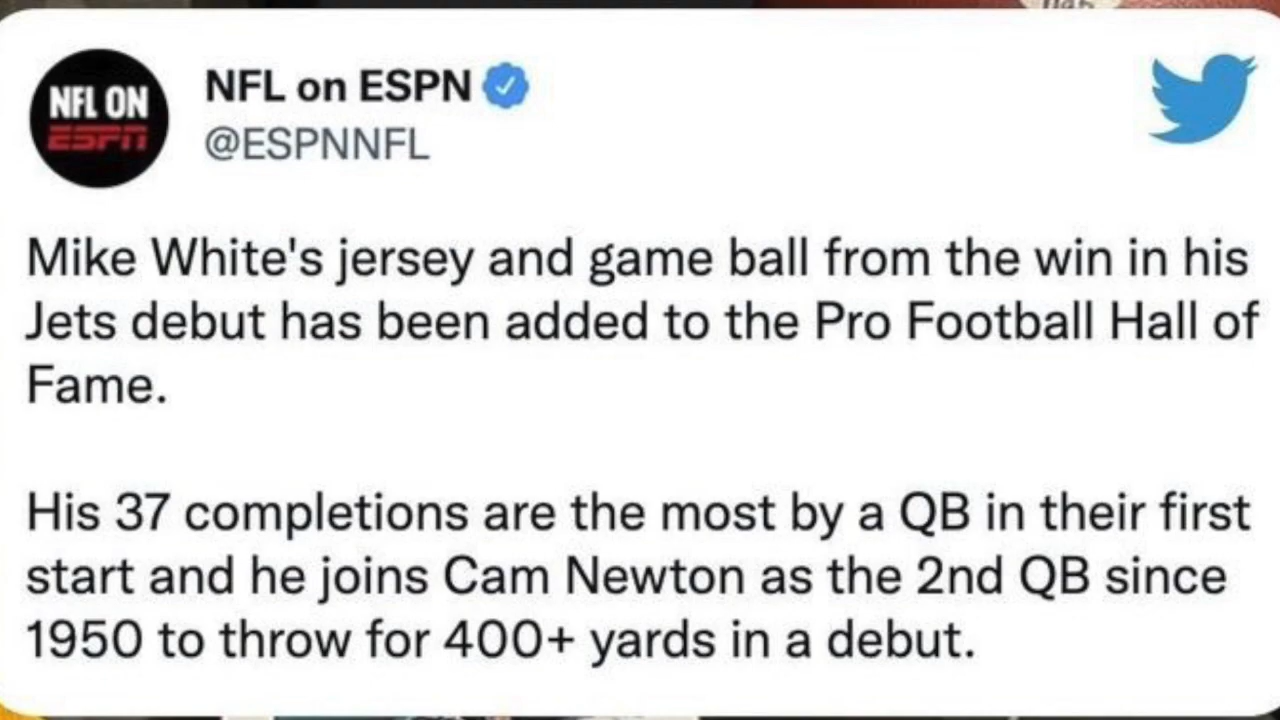 NFL ON
ESPN
NFL on ESPN
@ESPNNFL
Mike White's jersey and game ball from the win in his
Jets debut has been added to the Pro Football Hall of
Fame.
His 37 completions are the most by a QB in their first
start and he joins Cam Newton as the 2nd QB since
1950 to throw for 400+ yards in a debut.